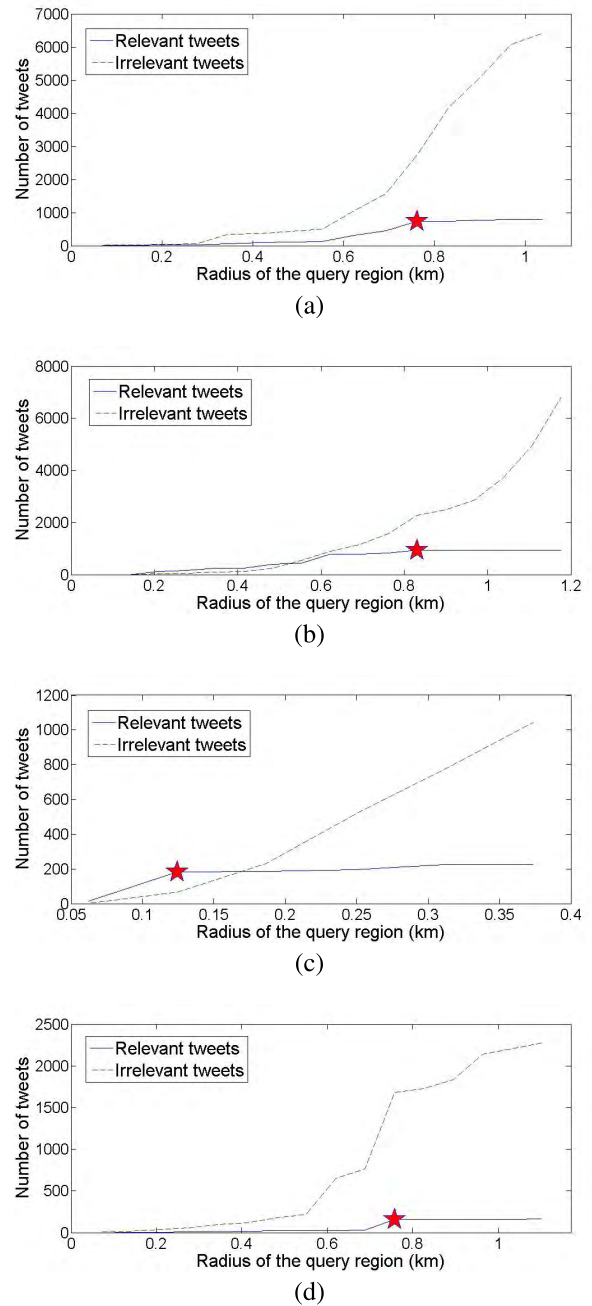 7000
6000
5000
4000
3000
2000
1000
0
Number of tweets
Relevant tweets
Irrelevant tweets
0 0.2 0.4 0.6 0.8 1
Radius of the query region (km)
(a)
8000
6000
4000
2000
0
Number of tweets
Relevant tweets
Irrelevant tweets
0 0.2 0.4 0.6 0.8 1 1.2
Radius of the query region (km)
(b)
1200
1000
800
600
400
200
0
Number of tweets
Relevant tweets
Irrelevant tweets
0.05 0.1 0.15 0.2 0.25 0.3 0.35 0.4
Radius of the query region (km)
(c)
2500
2000
1500
1000
500
0
Number of tweets
Relevant tweets
Irrelevant tweets
0 0.2 0.4 0.6 0.8 1
Radius of the query region (km)
(d)